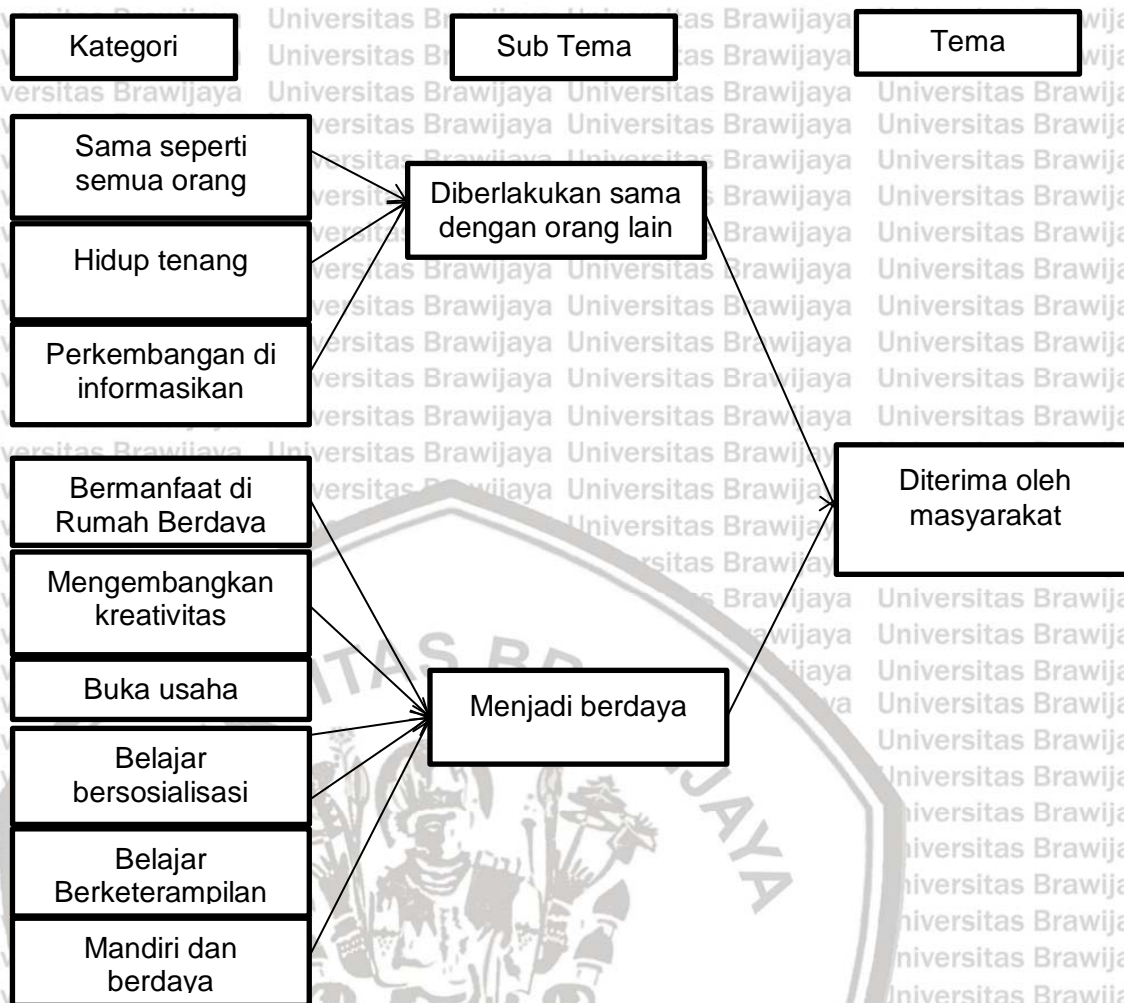 Kategori
Sub Tema
Tema
Sama seperti
semua orang
Hidup tenang
Perkembangan di
informasikan
Diberlakukan sama
dengan orang lain
Bermanfaat di
Rumah Berdaya
Mengembangkan
kreativitas
Buka usaha
Belajar
bersosialisasi
Belajar
Berketerampilan
Mandiri dan
berdaya
Menjadi berdaya
Diterima oleh
masyarakat